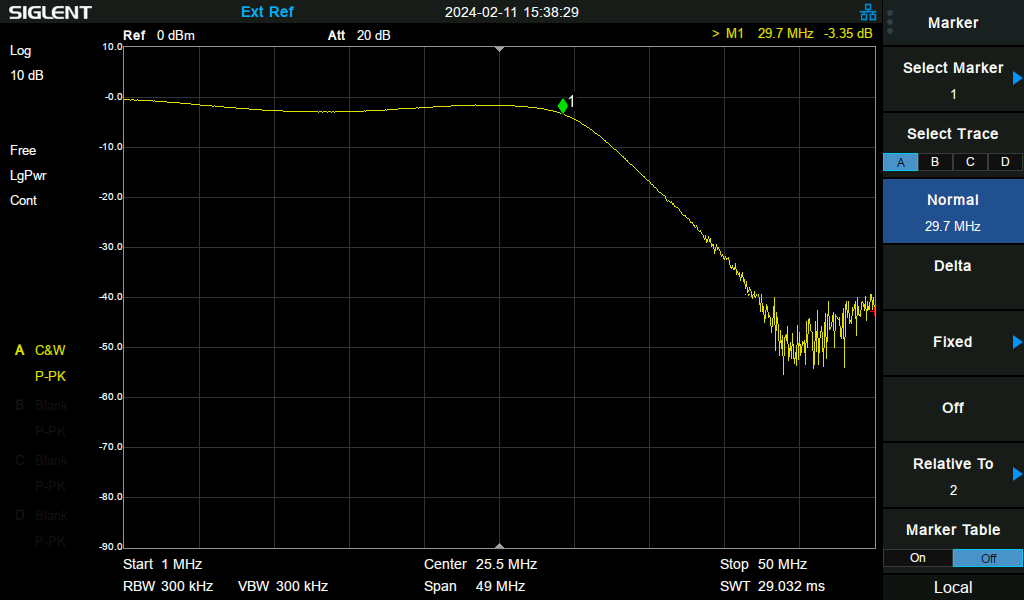 SIGLENT Ext Ref 2024-02-11 15:38:29
Ref 0 dBm Att 20 dB > M1 29.7 MHz -3.35 dB
Log
10 dB
Free
LgPwr
Cont
A C&W
P-PK
B Blank
P-PK
C Blank
P-PK
D Blank
P-PK
10.0
-0.0
-10.0
-20.0
-30.0
-40.0
-50.0
-60.0
-70.0
-80.0
-90.0
1
Start 1 MHz Center 25.5 MHz Stop 50 MHz
RBW 300 kHz VBW 300 kHz Span 49 MHz SWT 29.032 ms
Marker
Select Marker
1
Select Trace
A B C D
Normal
29.7 MHz
Delta
Fixed
Off
Relative To
2
Marker Table
On Off
Local